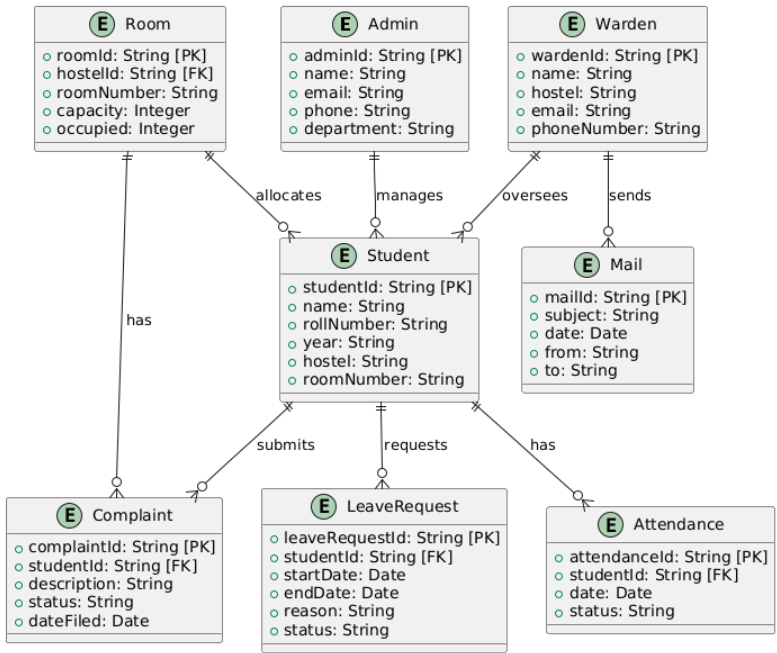 E Room
+ roomId: String [PK]
+ hostelId: String [FK]
+ roomNumber: String
+ capacity: Integer
+ occupied: Integer
E Admin
adminId: String [PK]
name: String
email: String
phone: String
department: String
E Warden
wardenId: String [PK]
name: String
hostel: String
email: String
phoneNumber: String
allocates
manages
oversees
sends
has
E Student
studentId: String [PK]
name: String
rollNumber: String
year: String
hostel: String
roomNumber: String
E Mail
mailId: String [PK]
subject: String
date: Date
from: String
to: String
submits
requests
has
E Complaint
complaintId: String [PK]
studentId: String [FK]
description: String
status: String
dateFiled: Date
E LeaveRequest
leaveRequestId: String [PK]
studentId: String [FK]
startDate: Date
endDate: Date
reason: String
status: String
E Attendance
attendanceId: String [PK]
studentId: String [FK]
date: Date
status: String